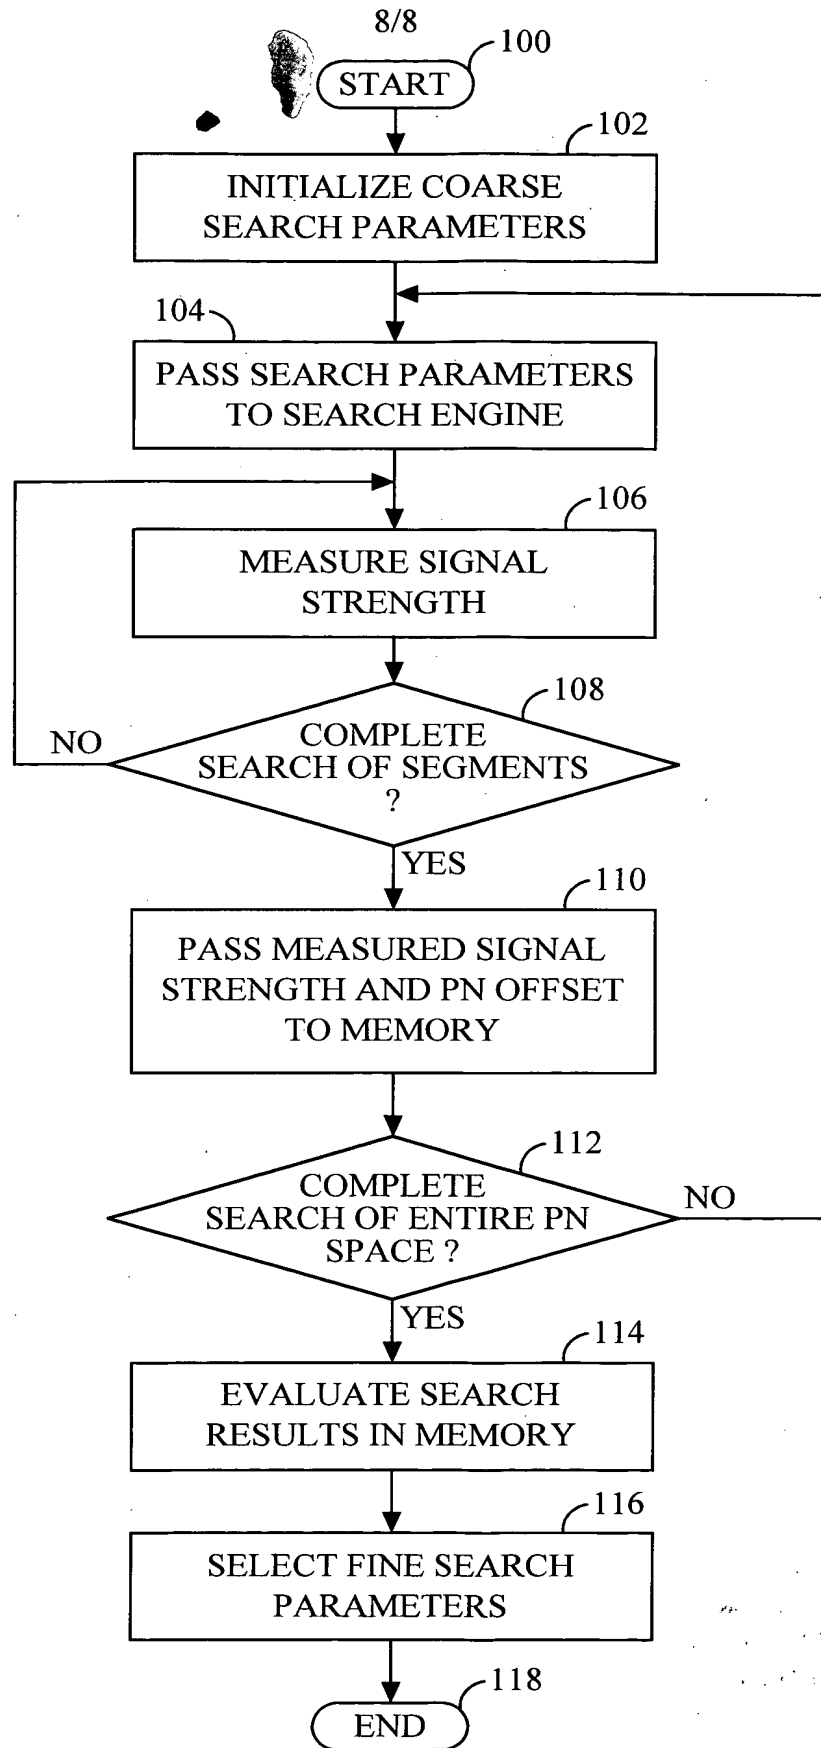 8/8
100
START
102
INITIALIZE COARSE
SEARCH PARAMETERS
104
PASS SEARCH PARAMETERS
TO SEARCH ENGINE
106
MEASURE SIGNAL
STRENGTH
108
COMPLETE
SEARCH OF SEGMENTS
?
NO
YES
110
PASS MEASURED SIGNAL
STRENGTH AND PN OFFSET
TO MEMORY
112
COMPLETE
SEARCH OF ENTIRE PN
SPACE ?
NO
YES
114
EVALUATE SEARCH
RESULTS IN MEMORY
116
SELECT FINE SEARCH
PARAMETERS
118
END